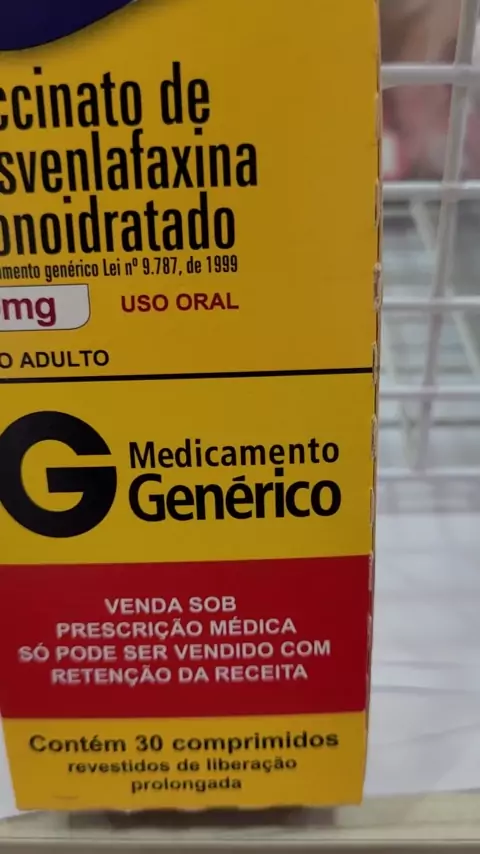 ccinato de
svenlafaxina
onoidratado
mento genérico Lei nº 9.787, de 1999
mg
USO ORAL
O ADULTO
G Medicamento
Genérico
VENDA SOB
PRESCRIÇÃO MÉDICA
SÓ PODE SER VENDIDO COM
RETENÇÃO DA RECEITA
Contém 30 comprimidos
revestidos de liberação
prolongada